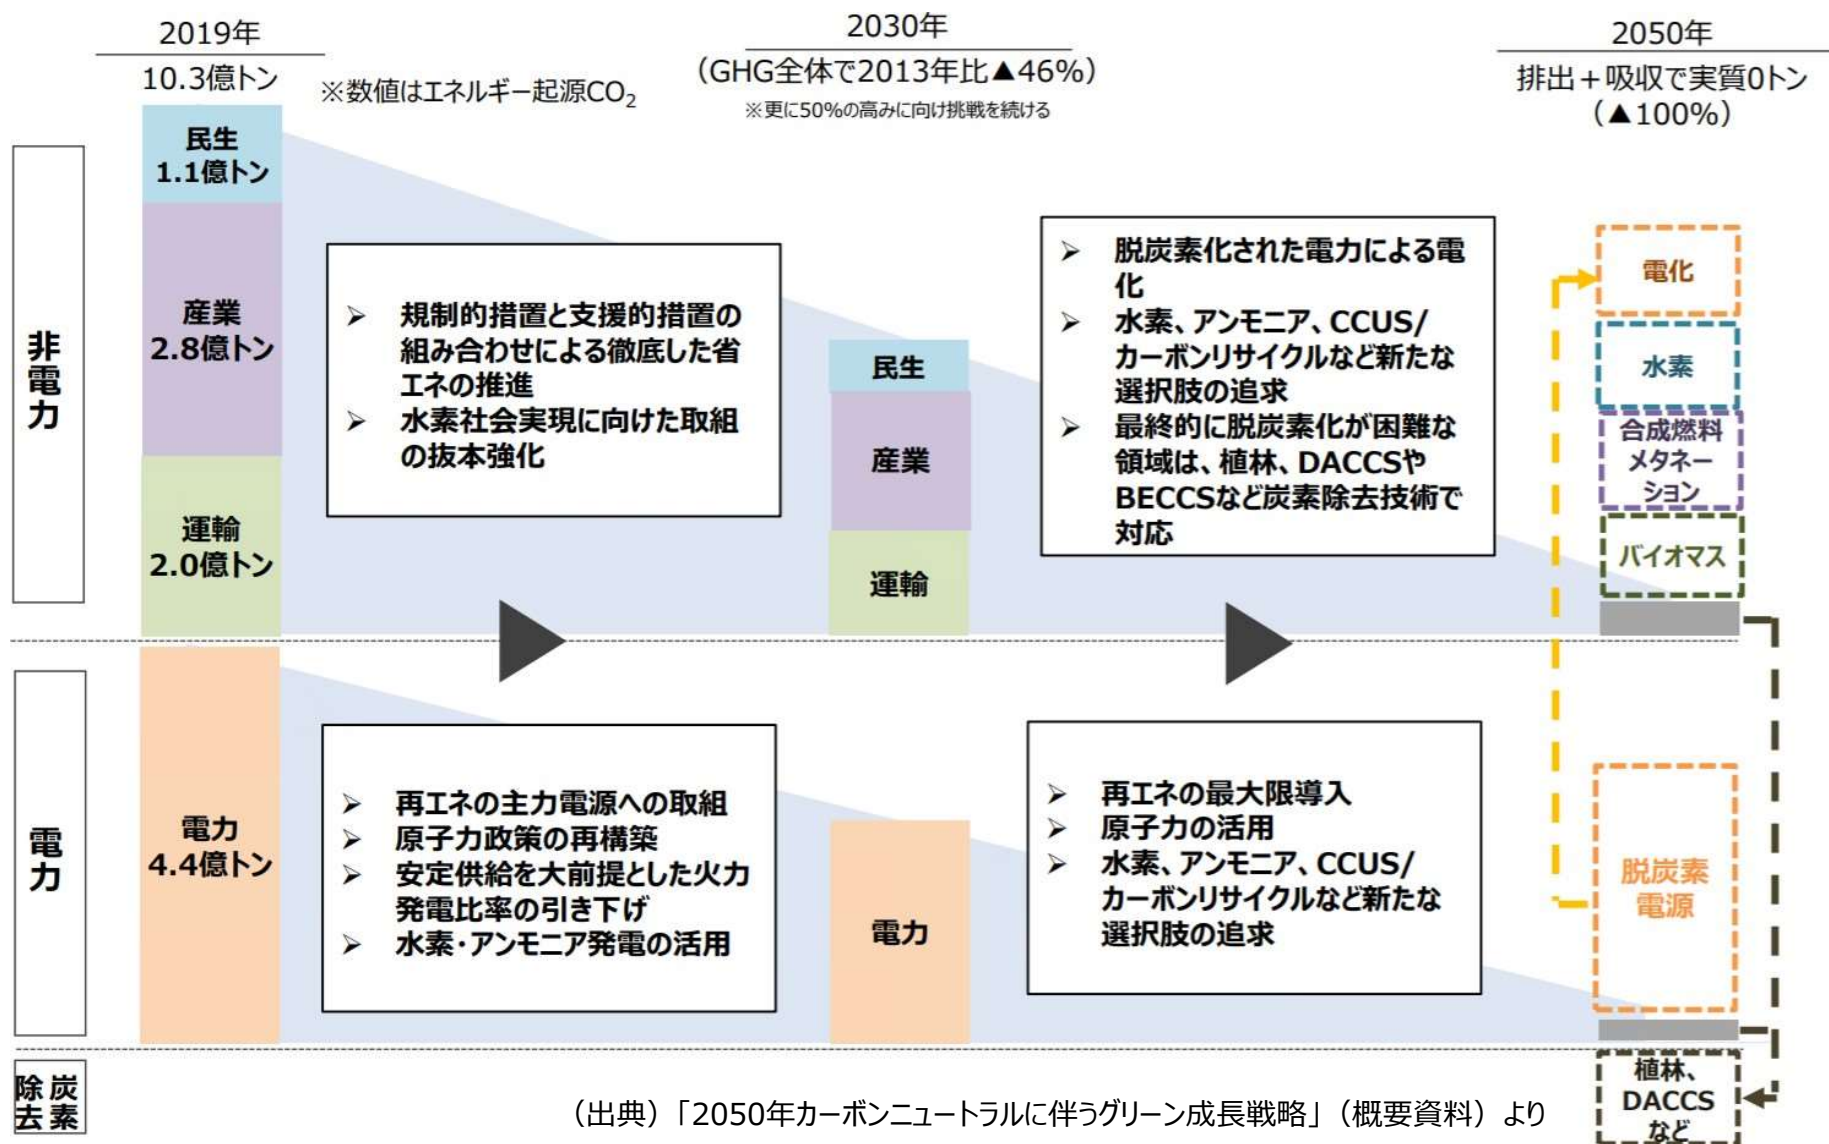 2019年
10.3億トン
※数値はエネルギー起源CO2
2030年
（GHG全体で2013年比▲46%）
※更に50%の高みに向け挑戦を続ける
2050年
排出＋吸収で実質0トン
（▲100%）
非電力
民生
1.1億トン
産業
2.8億トン
運輸
2.0億トン
➢ 規制的措置と支援的措置の
組み合わせによる徹底した省
エネの推進
➢ 水素社会実現に向けた取組
の抜本強化
民生
産業
運輸
➢ 脱炭素化された電力による電
化
➢ 水素、アンモニア、CCUS/
カーボンリサイクルなど新たな
選択肢の追求
➢ 最終的に脱炭素化が困難な
領域は、植林、DACCSや
BECCSなど炭素除去技術で
対応
電化
水素
合成燃料
メタネー
ション
バイオマス
電力
電力
4.4億トン
➢ 再エネの主力電源への取組
➢ 原子力政策の再構築
➢ 安定供給を大前提とした火力
発電比率の引き下げ
➢ 水素・アンモニア発電の活用
電力
➢ 再エネの最大限導入
➢ 原子力の活用
➢ 水素、アンモニア、CCUS/
カーボンリサイクルなど新たな
選択肢の追求
脱炭素
電源
炭素
除去
植林、
DACCS
など
（出典）「2050年カーボンニュートラルに伴うグリーン成長戦略」（概要資料）より